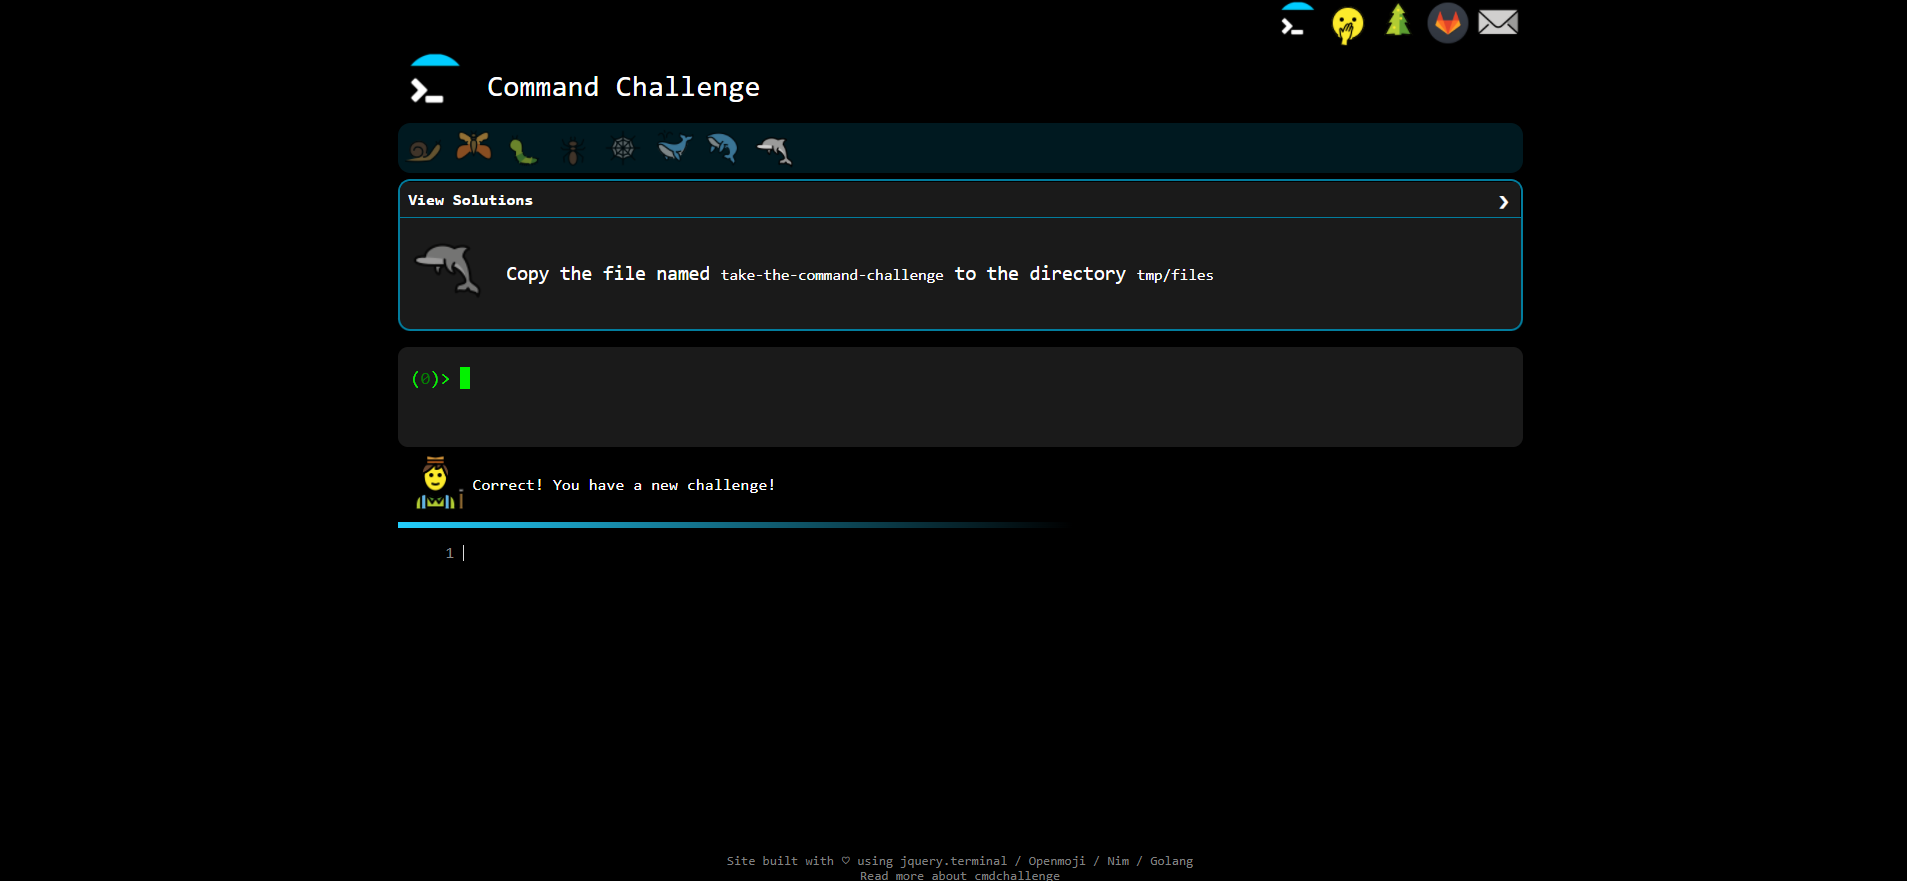 Command Challenge
View Solutions ❯
Copy the file named take-the-command-challenge to the directory tmp/files
(0)>
Correct! You have a new challenge!
1
Site built with ♡ using jquery.terminal / Openmoji / Nim / Golang
Read more about cmdchallenge